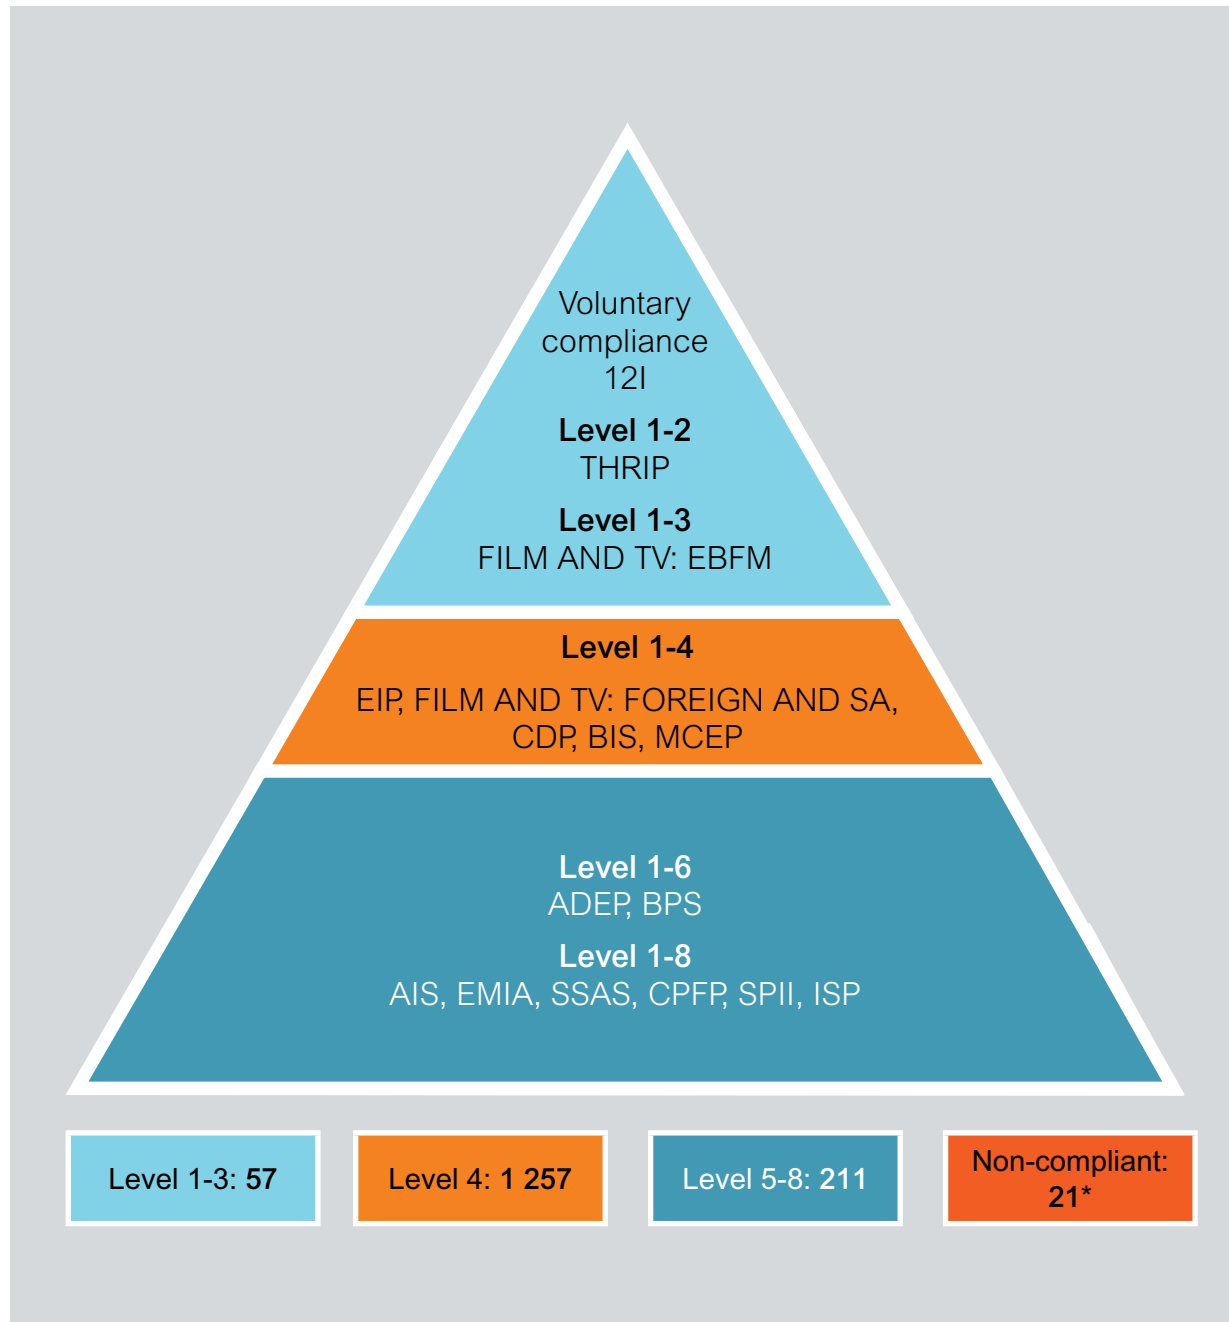 Voluntary
compliance
12I
Level 1-2
THRIP
Level 1-3
FILM AND TV: EBFM
Level 1-4
EIP, FILM AND TV: FOREIGN AND SA,
CDP, BIS, MCEP
Level 1-6
ADEP, BPS
Level 1-8
AIS, EMIA, SSAS, CPFP, SPII, ISP
Level 1-3: 57
Level 4: 1 257
Level 5-8: 211
Non-compliant:
21*